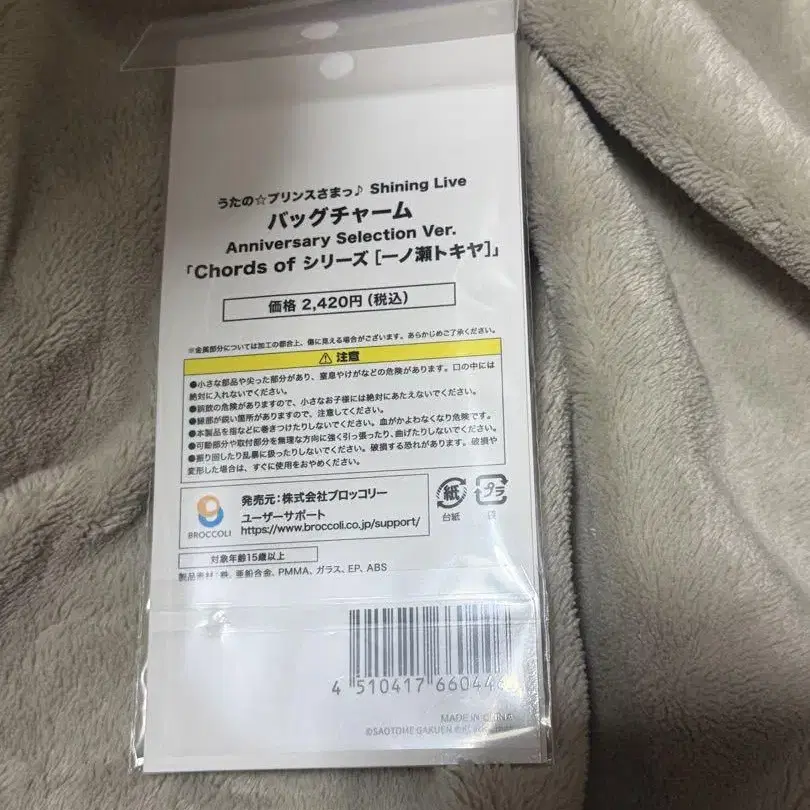 うたの☆プリンスさまっ♪ Shining Live
バッグチャーム
Anniversary Selection Ver.
「Chords of シリーズ [一ノ瀬トキヤ]」
価格 2,420円(税込)
※金属部分については加工の都合上、傷に見える場合がございます。あらかじめご了承ください。
⚠ 注意
●小さな部品や尖った部分があり、窒息やけがなどの危険があります。口の中には
絶対に入れないでください。
●誤飲の危険がありますので、小さなお子様には絶対にあたえないでください。
●縁部が鋭い箇所がありますので、注意してください。
●本製品を指などに巻きつけたりしないでください。血がかよわなくなり危険です。
●可動部分や取付部分を無理な方向に強く引っ張ったり、曲げたりしないでください。
●振り回したり乱暴に扱ったりしないでください。破損する恐れがあります。破損や
変形した場合は、すぐに使用をおやめください。
BROCCOLI
発売元:株式会社ブロッコリー
ユーザーサポート
https://www.broccoli.co.jp/support/
紙
台紙
プラ
袋
対象年齢15歳以上
製品素材:鉄、亜鉛合金、PMMA、ガラス、EP、ABS
4 510417 66044
MADE IN CHINA
©SAOTOME GAKUEN